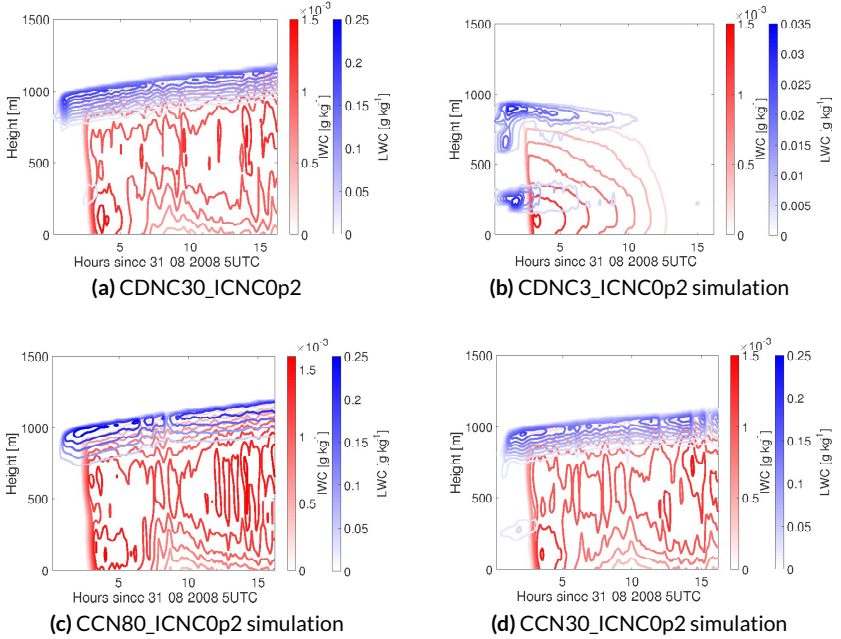 ×10⁻³
1500 1.5 0.25
0.2
1000 1
Height [m] 0.15 IWC [g kg⁻¹] LWC [g kg⁻¹]
0.1
500 0.5
0.05
0 0 0
5 10 15
Hours since 31 08 2008 5UTC
(a) CDNC30_ICNC0p2
×10⁻³
1500 1.5 0.035
0.03
0.025
1000 1
Height [m] 0.02 IWC [g kg⁻¹] LWC [g kg⁻¹]
0.015
500 0.5
0.01
0.005
0 0 0
5 10 15
Hours since 31 08 2008 5UTC
(b) CDNC3_ICNC0p2 simulation
×10⁻³
1500 1.5 0.25
0.2
1000 1
Height [m] 0.15 IWC [g kg⁻¹] LWC [g kg⁻¹]
0.1
500 0.5
0.05
0 0 0
5 10 15
Hours since 31 08 2008 5UTC
(c) CCN80_ICNC0p2 simulation
×10⁻³
1500 1.5 0.25
0.2
1000 1
Height [m] 0.15 IWC [g kg⁻¹] LWC [g kg⁻¹]
0.1
500 0.5
0.05
0 0 0
5 10 15
Hours since 31 08 2008 5UTC
(d) CCN30_ICNC0p2 simulation